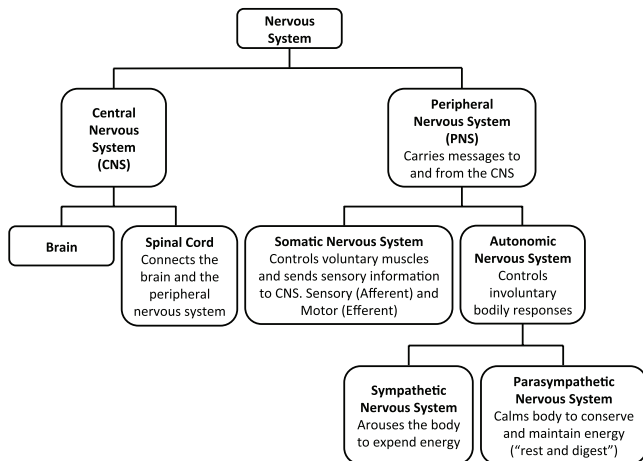 Nervous
System
Central
Nervous
System
(CNS)
Peripheral
Nervous System
(PNS)
Carries messages to
and from the CNS
Brain
Spinal Cord
Connects the
brain and the
peripheral
nervous system
Somatic Nervous System
Controls voluntary muscles
and sends sensory information
to CNS. Sensory (Afferent) and
Motor (Efferent)
Autonomic
Nervous System
Controls
involuntary
bodily responses
Sympathetic
Nervous System
Arouses the body
to expend energy
Parasympathetic
Nervous System
Calms body to conserve
and maintain energy
(“rest and digest”)